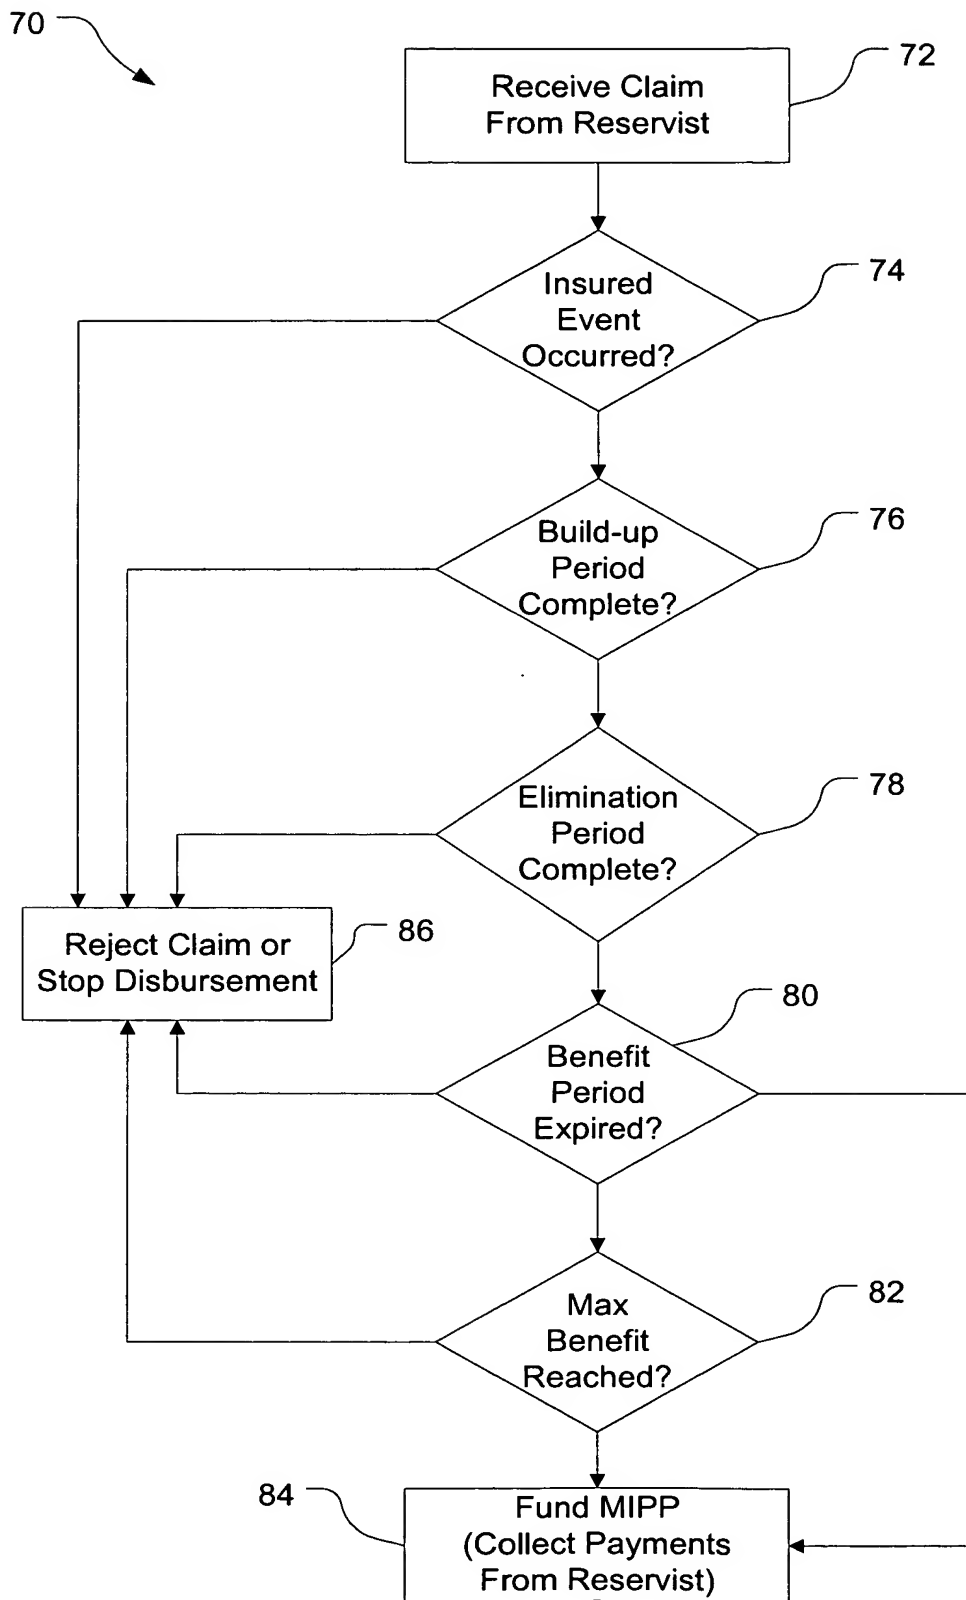 70
72
Receive Claim
From Reservist
74
Insured
Event
Occurred?
76
Build-up
Period
Complete?
78
Elimination
Period
Complete?
86
Reject Claim or
Stop Disbursement
80
Benefit
Period
Expired?
82
Max
Benefit
Reached?
84
Fund MIPP
(Collect Payments
From Reservist)